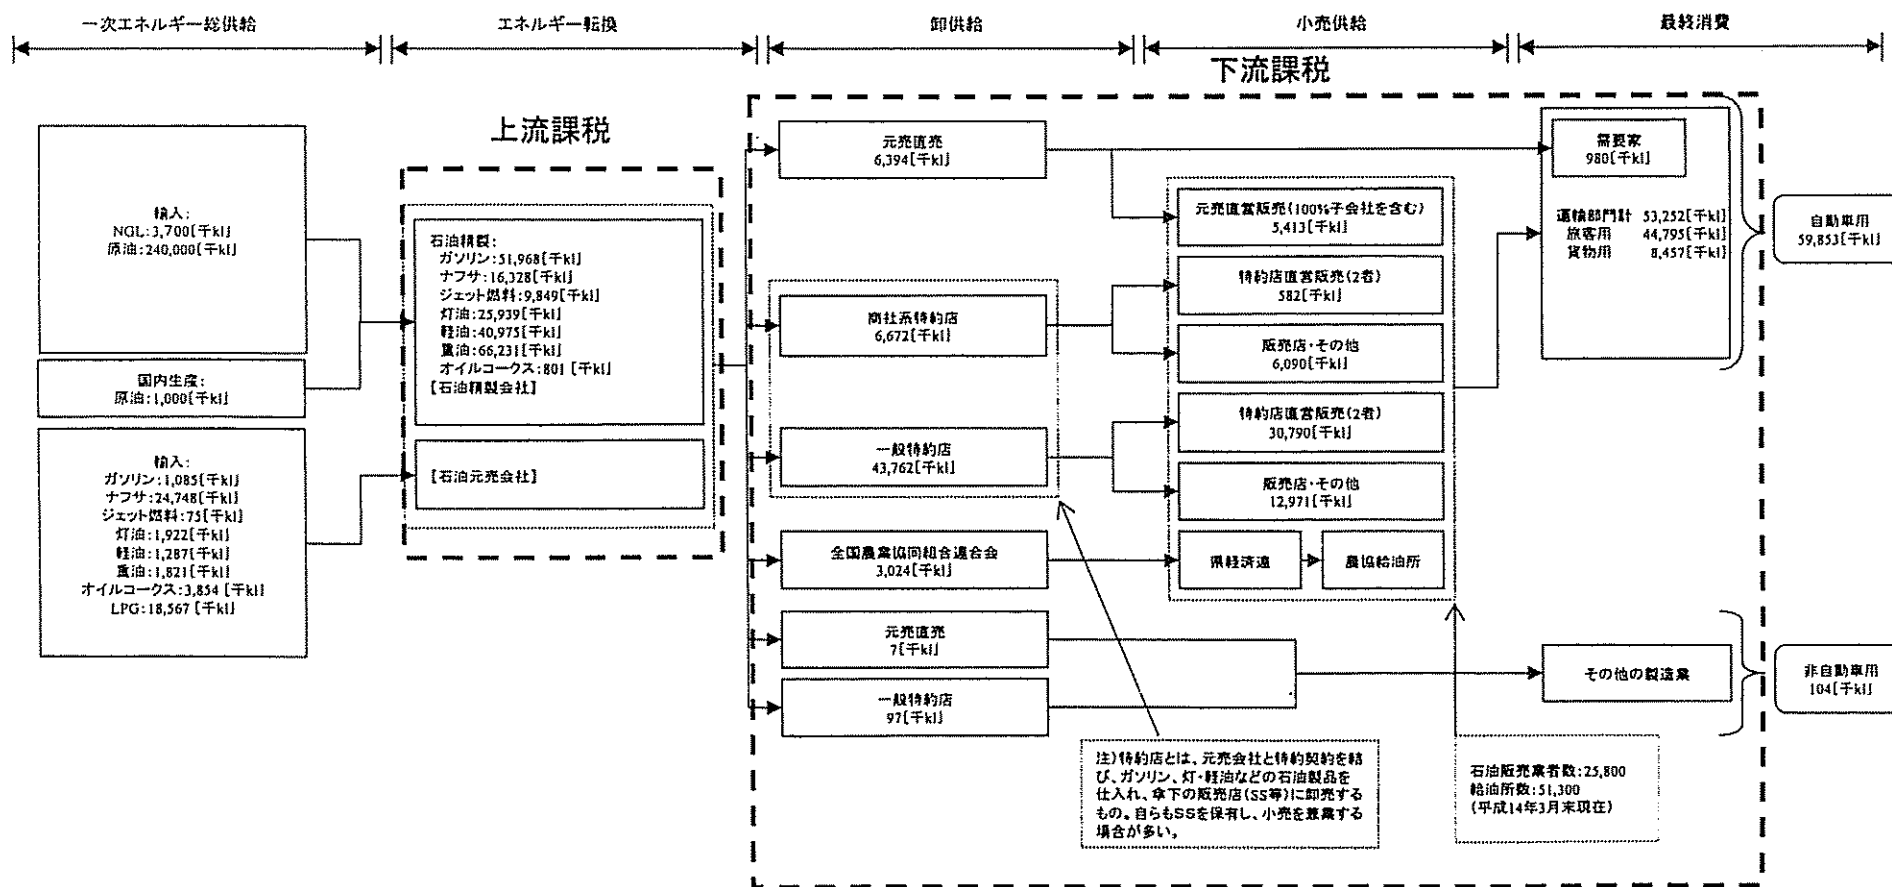 一次エネルギー総供給
エネルギー転換
卸供給
小売供給
最終消費
下流課税
上流課税
輸入:
NGL:3,700[千kl]
原油:240,000[千kl]
国内生産:
原油:1,000[千kl]
輸入:
ガソリン:1,085[千kl]
ナフサ:24,748[千kl]
ジェット燃料:75[千kl]
灯油:1,922[千kl]
軽油:1,287[千kl]
重油:1,821[千kl]
オイルコークス:3,854 [千kl]
LPG:18,567 [千kl]
石油精製:
ガソリン:51,968[千kl]
ナフサ:16,328[千kl]
ジェット燃料:9,849[千kl]
灯油:25,939[千kl]
軽油:40,975[千kl]
重油:66,231[千kl]
オイルコークス:801 [千kl]
[石油精製会社]
[石油元売会社]
元売直売
6,394[千kl]
商社系特約店
6,672[千kl]
一般特約店
43,762[千kl]
全国農業協同組合連合会
3,024[千kl]
元売直売
7[千kl]
一般特約店
97[千kl]
元売直営販売(100%子会社を含む)
5,413[千kl]
特約店直営販売(2者)
582[千kl]
販売店・その他
6,090[千kl]
特約店直営販売(2者)
30,790[千kl]
販売店・その他
12,971[千kl]
県経済連
農協給油所
需要家
980[千kl]
運輸部門計 53,252[千kl]
旅客用 44,795[千kl]
貨物用 8,457[千kl]
その他の製造業
自動車用
59,853[千kl]
非自動車用
104[千kl]
注)特約店とは、元売会社と特約契約を結
び、ガソリン、灯・軽油などの石油製品を
仕入れ、傘下の販売店(SS等)に卸売する
もの。自らもSSを保有し、小売を兼業する
場合が多い。
石油販売業者数:25,800
給油所数:51,300
(平成14年3月末現在)